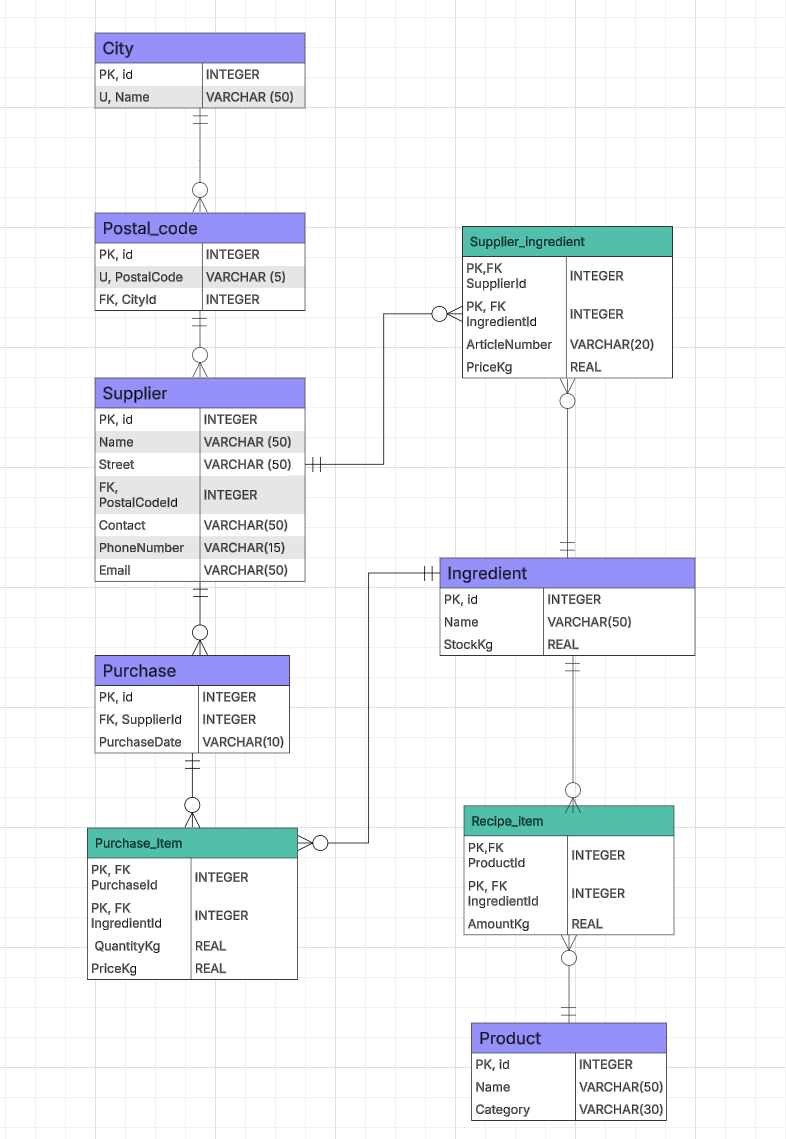 City
PK, id INTEGER
U, Name VARCHAR (50)
Postal_code
PK, id INTEGER
U, PostalCode VARCHAR (5)
FK, CityId INTEGER
Supplier
PK, id INTEGER
Name VARCHAR (50)
Street VARCHAR (50)
FK,
PostalCodeId
INTEGER
Contact VARCHAR(50)
PhoneNumber VARCHAR(15)
Email VARCHAR(50)
Purchase
PK, id INTEGER
FK, SupplierId INTEGER
PurchaseDate VARCHAR(10)
Purchase_Item
PK, FK
PurchaseId
INTEGER
PK, FK
IngredientId
INTEGER
QuantityKg REAL
PriceKg REAL
Supplier_ingredient
PK,FK
SupplierId
INTEGER
PK, FK
IngredientId
INTEGER
ArticleNumber VARCHAR(20)
PriceKg REAL
Ingredient
PK, id INTEGER
Name VARCHAR(50)
StockKg REAL
Recipe_item
PK,FK
ProductId
INTEGER
PK, FK
IngredientId
INTEGER
AmountKg REAL
Product
PK, id INTEGER
Name VARCHAR(50)
Category VARCHAR(30)